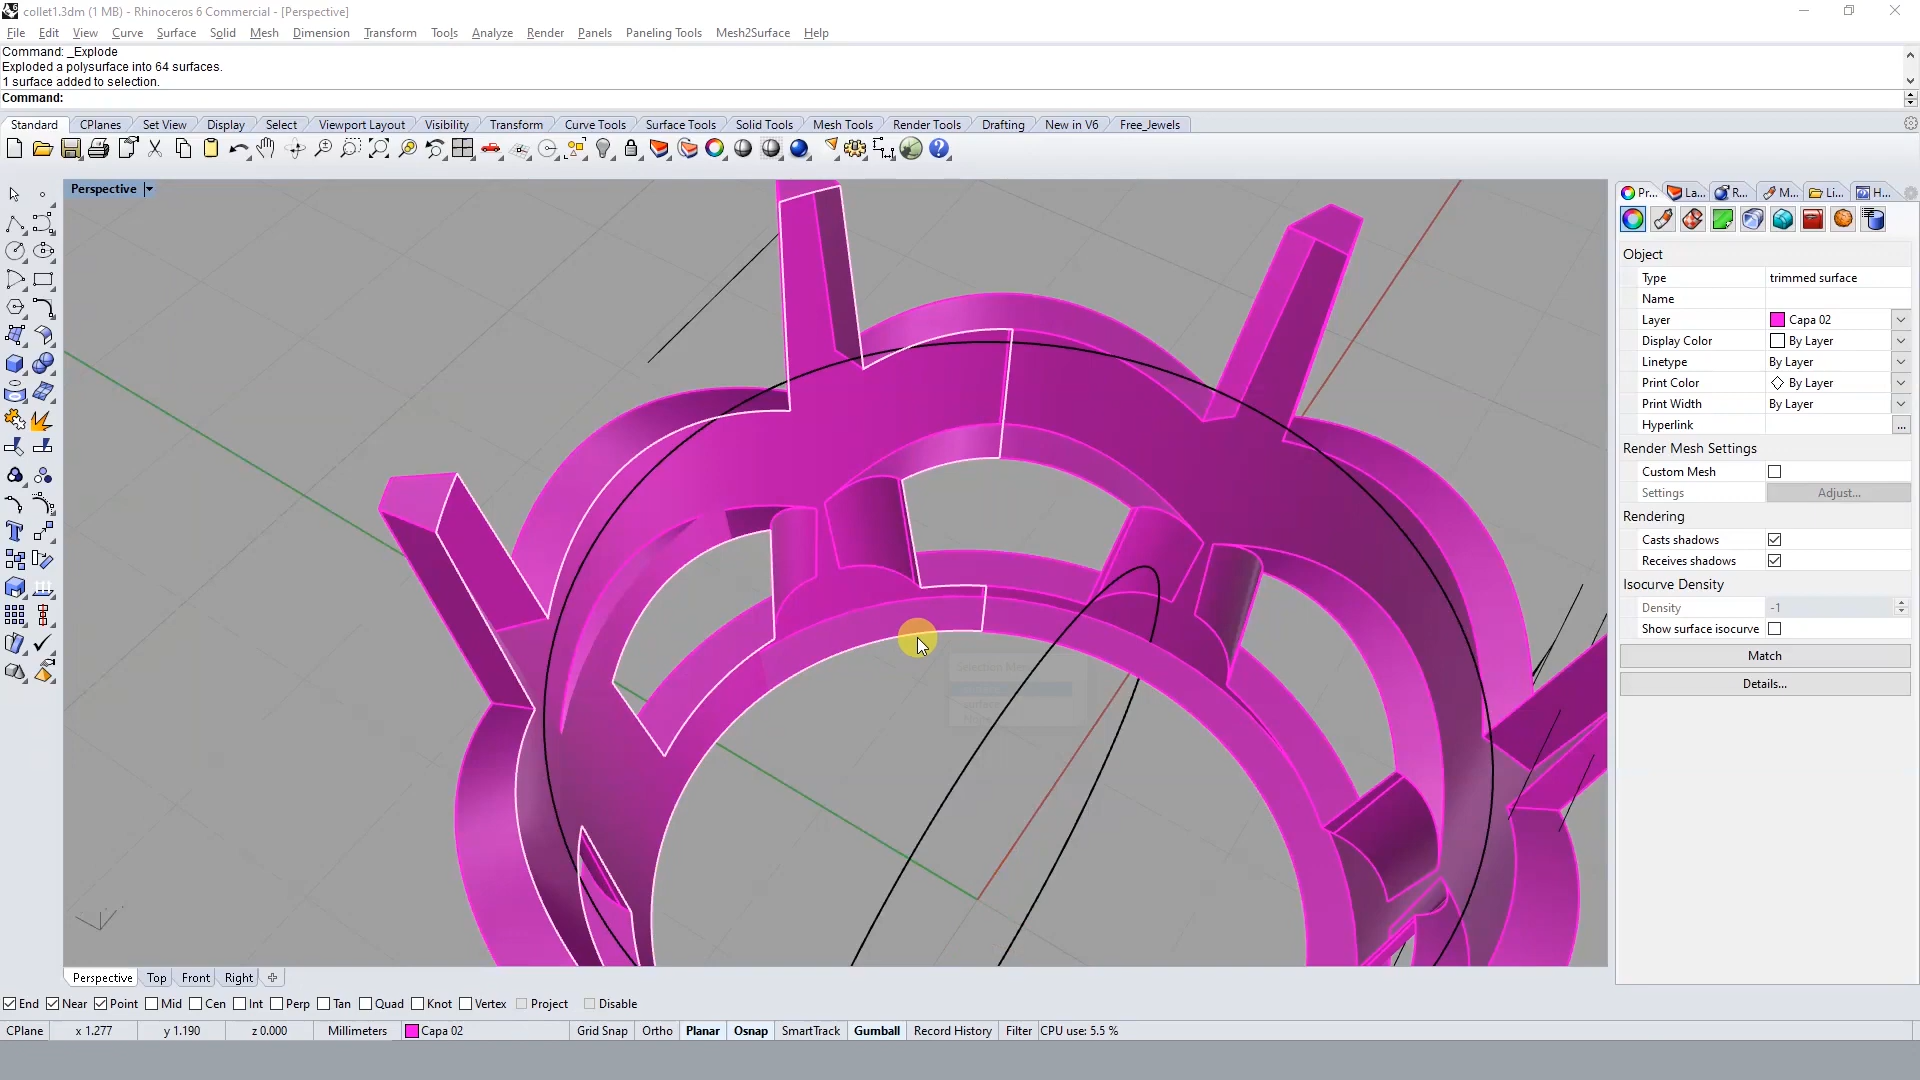 collet1.3dm (1 MB) - Rhinoceros 6 Commercial - [Perspective]
File Edit View Curve Surface Solid Mesh Dimension Transform Tools Analyze Render Panels Paneling Tools Mesh2Surface Help
Command: _Explode
Exploded a polysurface into 64 surfaces.
1 surface added to selection.
Command:
Standard CPlanes Set View Display Select Viewport Layout Visibility Transform Curve Tools Surface Tools Solid Tools Mesh Tools Render Tools Drafting New in V6 Free_Jewels
Perspective
Pr... La... R... M... Li... H...
Object
Type trimmed surface
Name
Layer Capa 02
Display Color By Layer
Linetype By Layer
Print Color By Layer
Print Width By Layer
Hyperlink ...
Render Mesh Settings
Custom Mesh
Settings Adjust...
Rendering
Casts shadows
Receives shadows
Isocurve Density
Density -1
Show surface isocurve
Match
Details...
Perspective Top Front Right
End Near Point Mid Cen Int Perp Tan Quad Knot Vertex Project Disable
CPlane x 1.277 y 1.190 z 0.000 Millimeters Capa 02 Grid Snap Ortho Planar Osnap SmartTrack Gumball Record History Filter CPU use: 5.5 %